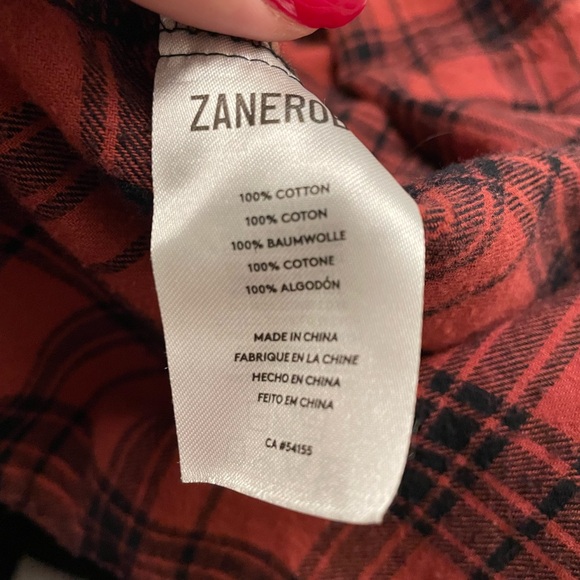 ZANEROBE
100% COTTON
100% COTON
100% BAUMWOLLE
100% COTONE
100% ALGODÓN
MADE IN CHINA
FABRIQUE EN LA CHINE
HECHO EN CHINA
FEITO EM CHINA
CA #54155